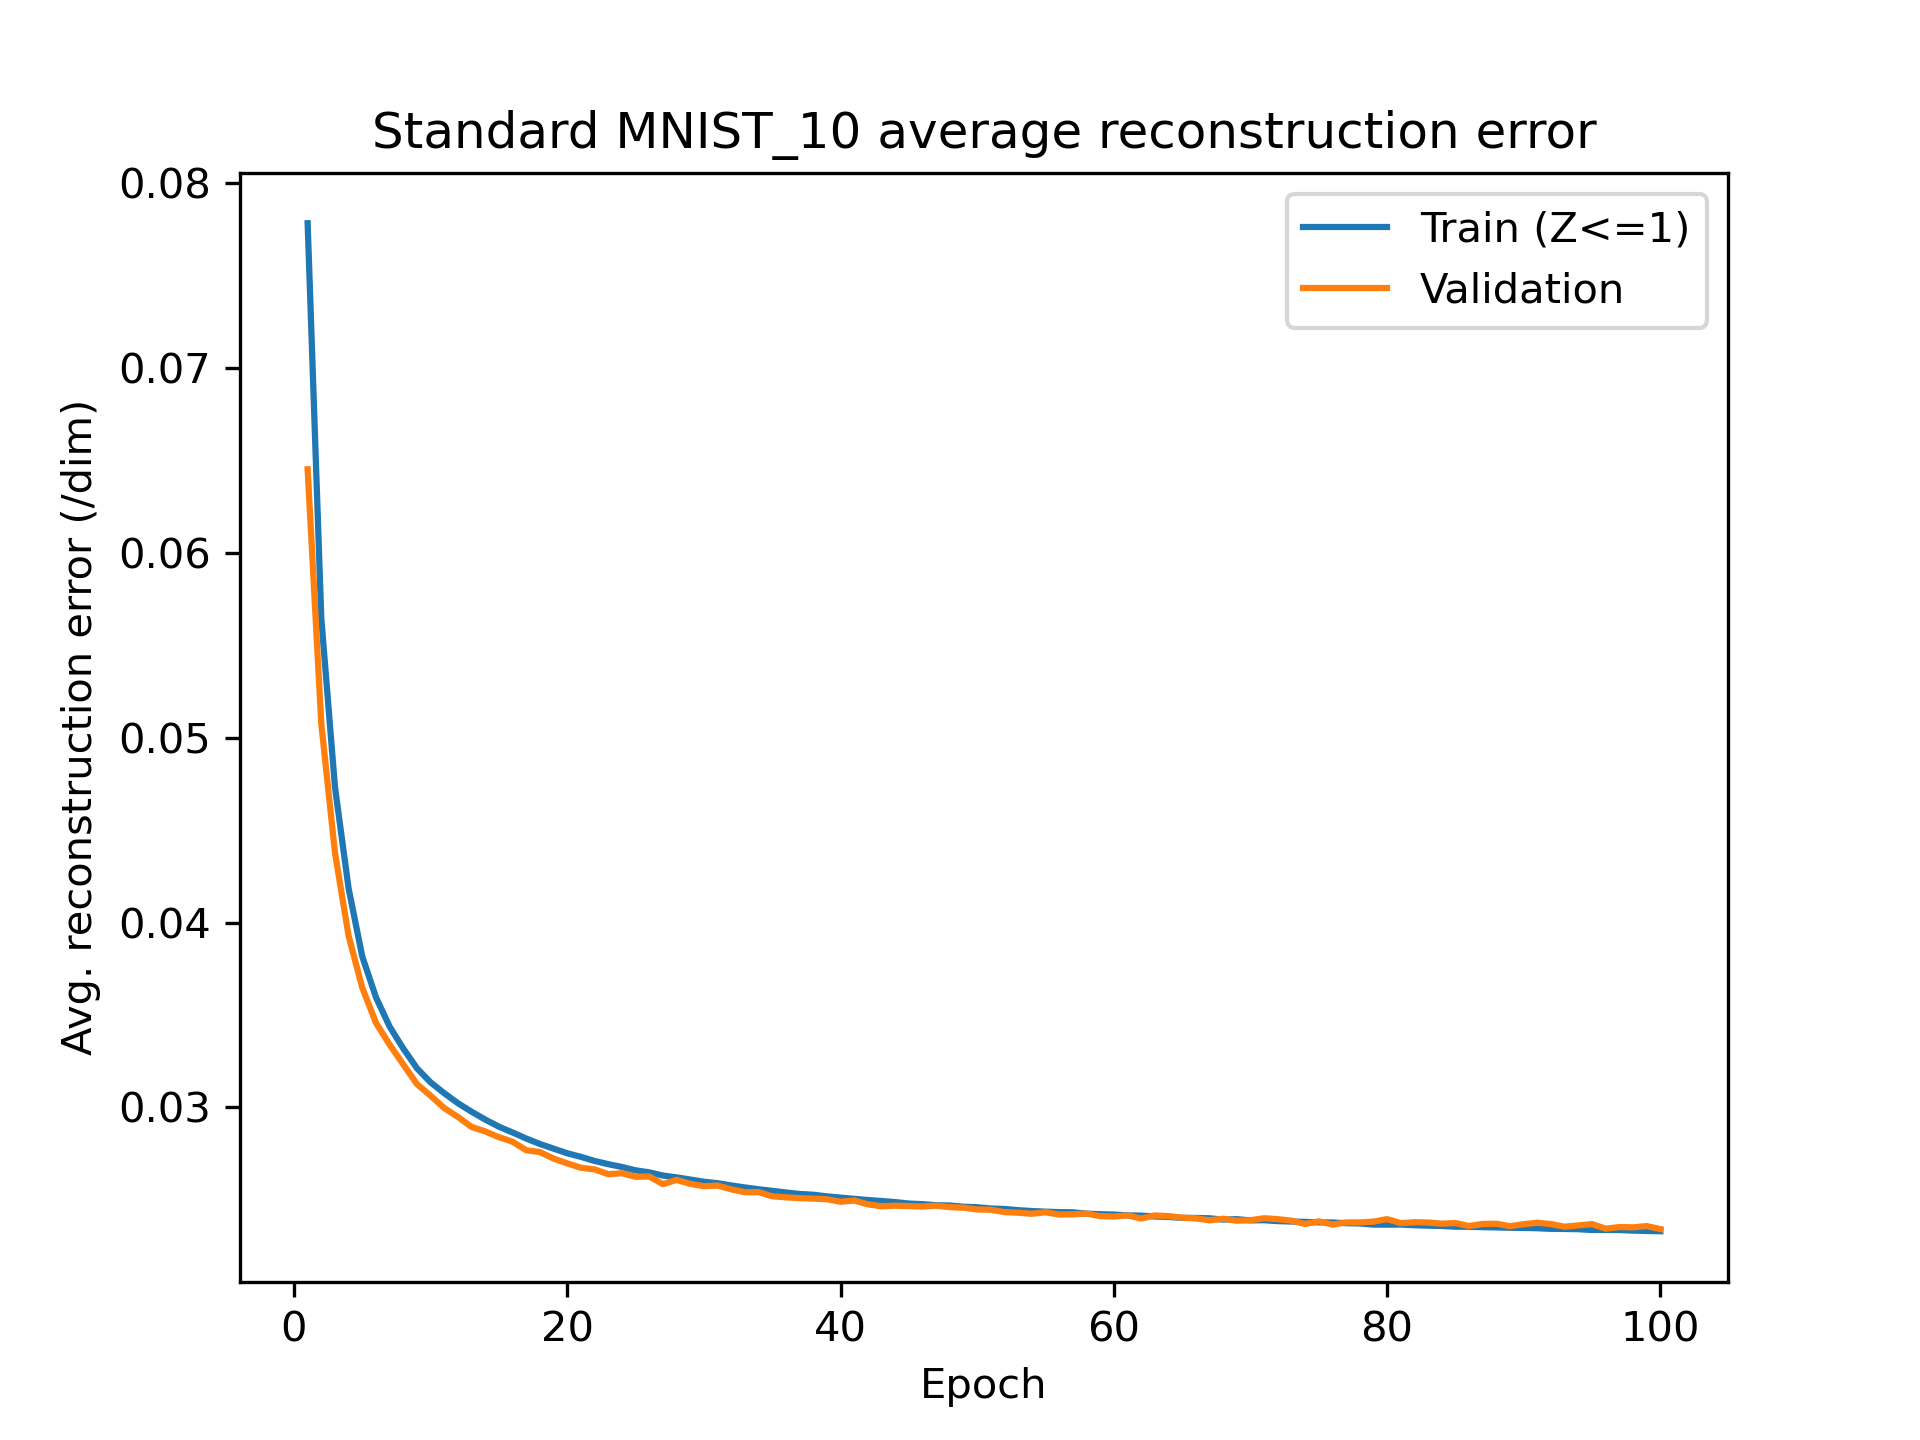 Standard MNIST_10 average reconstruction error
Train (Z<=1)
Validation
Avg. reconstruction error (/dim)
0.08
0.07
0.06
0.05
0.04
0.03
0 20 40 60 80 100
Epoch